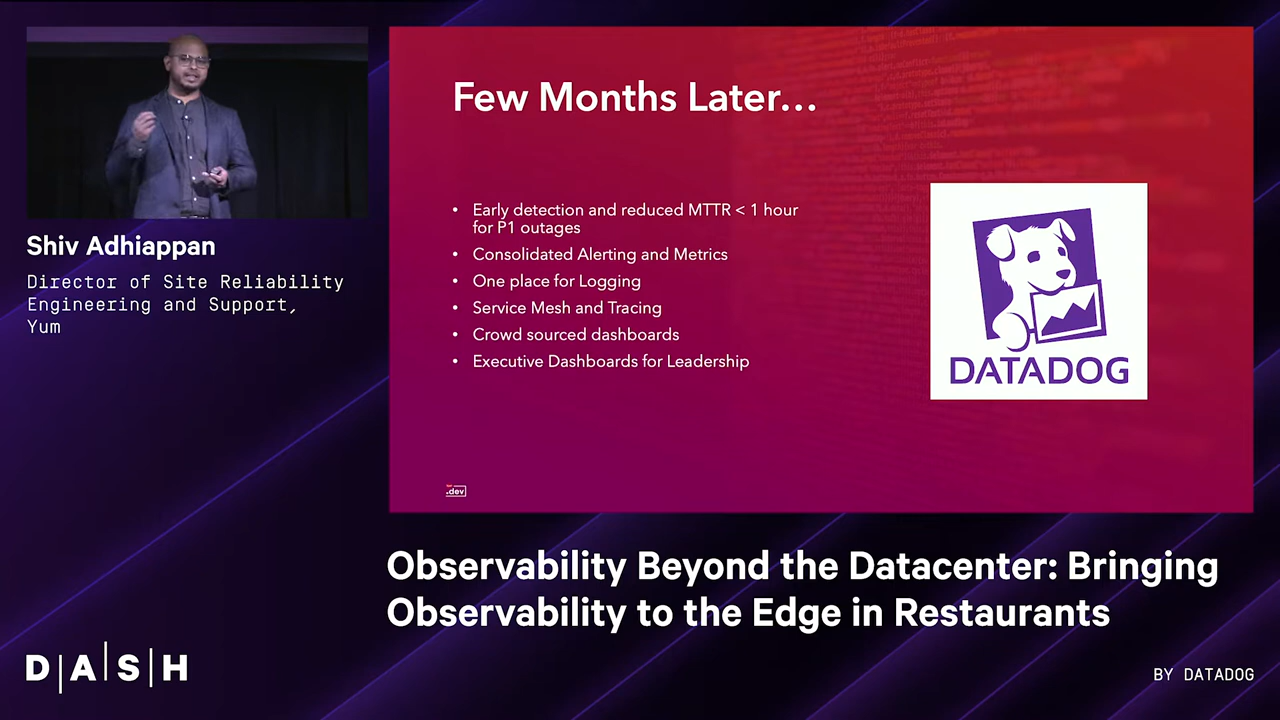 Few Months Later...
• Early detection and reduced MTTR < 1 hour
for P1 outages
• Consolidated Alerting and Metrics
• One place for Logging
• Service Mesh and Tracing
• Crowd sourced dashboards
• Executive Dashboards for Leadership
DATADOG
.dev
Shiv Adhiappan
Director of Site Reliability
Engineering and Support,
Yum
Observability Beyond the Datacenter: Bringing
Observability to the Edge in Restaurants
D|A|S|H
BY DATADOG